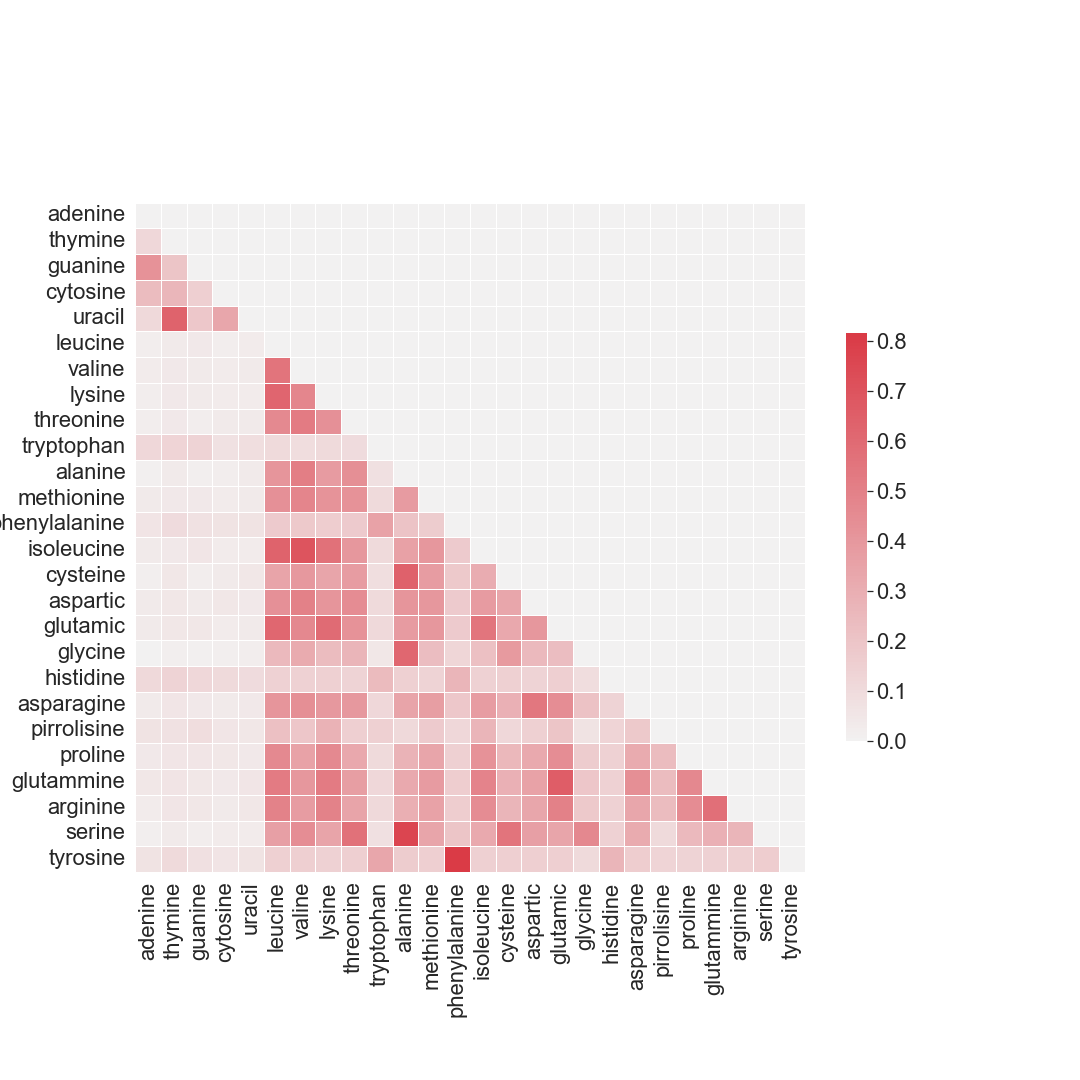 adenine
thymine
guanine
cytosine
uracil
leucine
valine
lysine
threonine
tryptophan
alanine
methionine
phenylalanine
isoleucine
cysteine
aspartic
glutamic
glycine
histidine
asparagine
pirrolisine
proline
glutammine
arginine
serine
tyrosine
adenine
thymine
guanine
cytosine
uracil
leucine
valine
lysine
threonine
tryptophan
alanine
methionine
phenylalanine
isoleucine
cysteine
aspartic
glutamic
glycine
histidine
asparagine
pirrolisine
proline
glutammine
arginine
serine
tyrosine
0.8
0.7
0.6
0.5
0.4
0.3
0.2
0.1
0.0